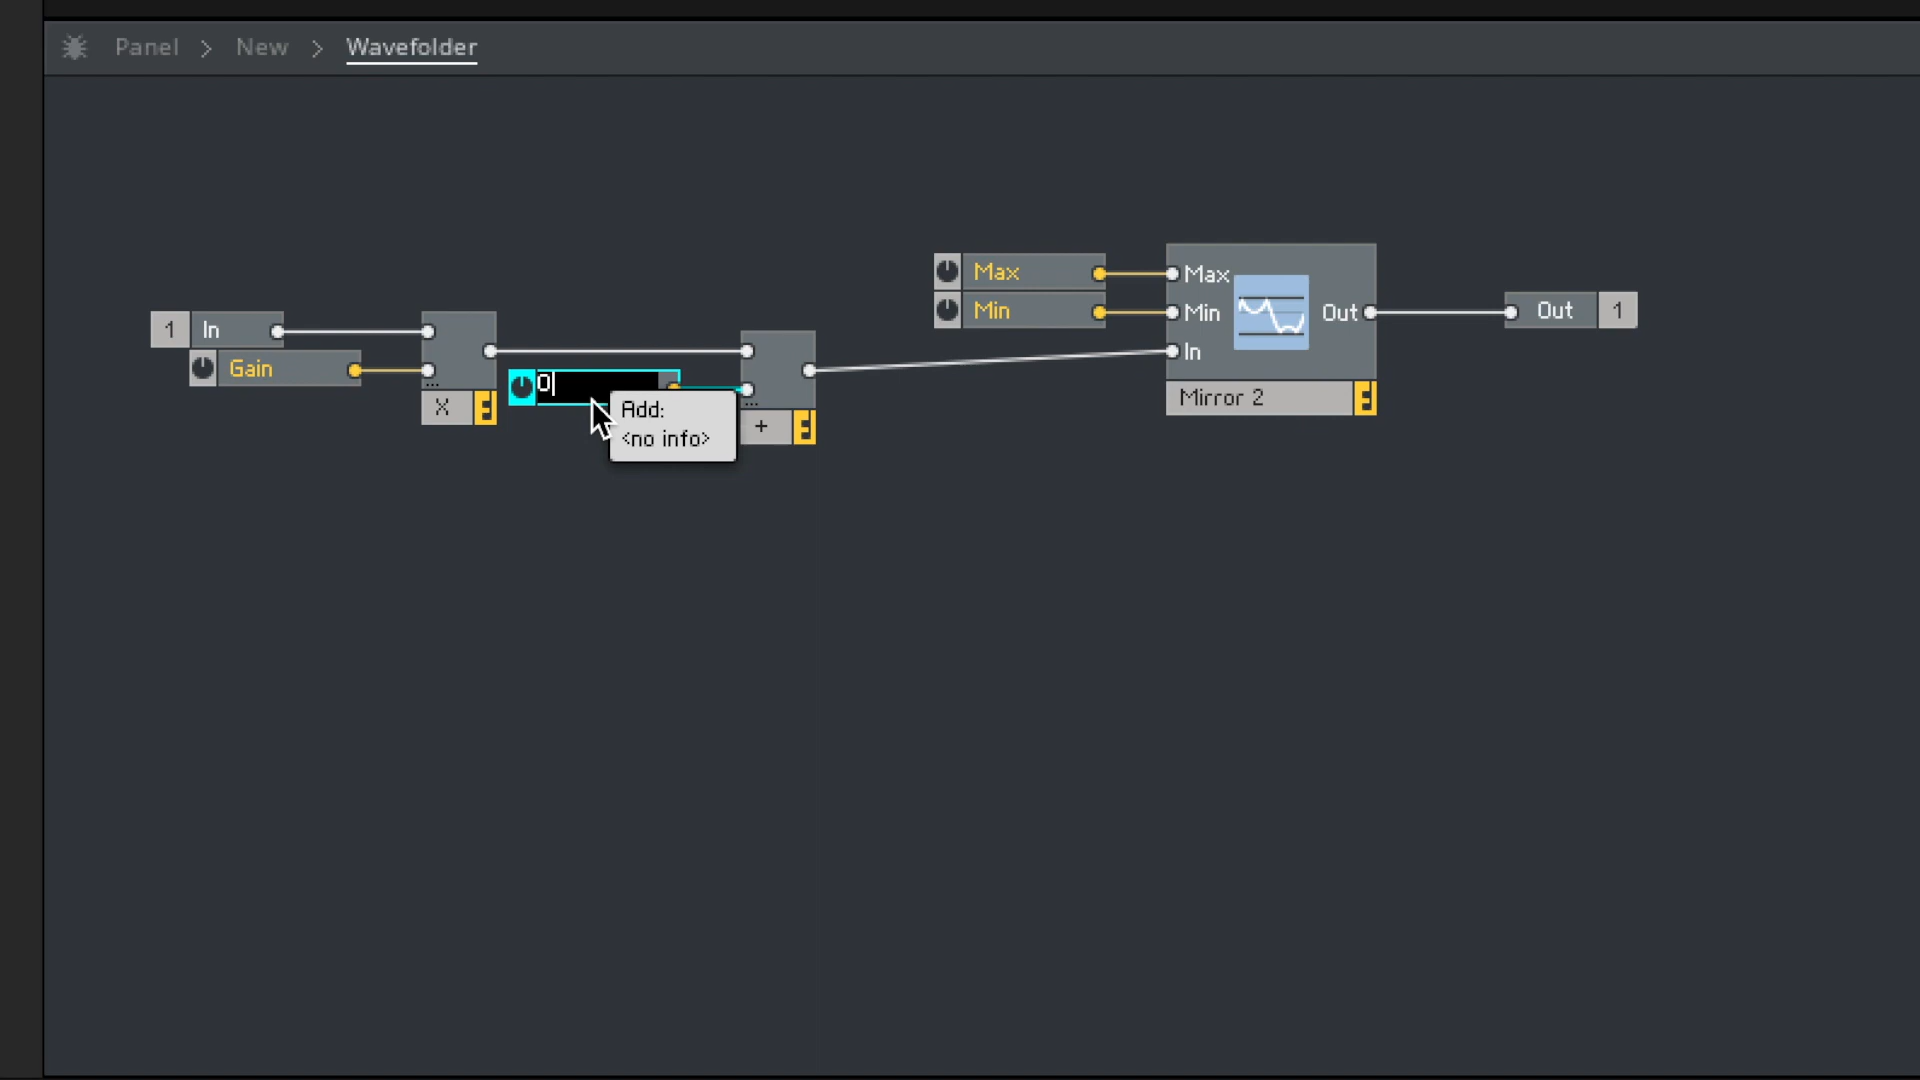 Panel > New > Wavefolder
Max
Min
Max
Min
In
Out
Out 1
Mirror 2
1 In
Gain
X
O
Add:
<no info>
+